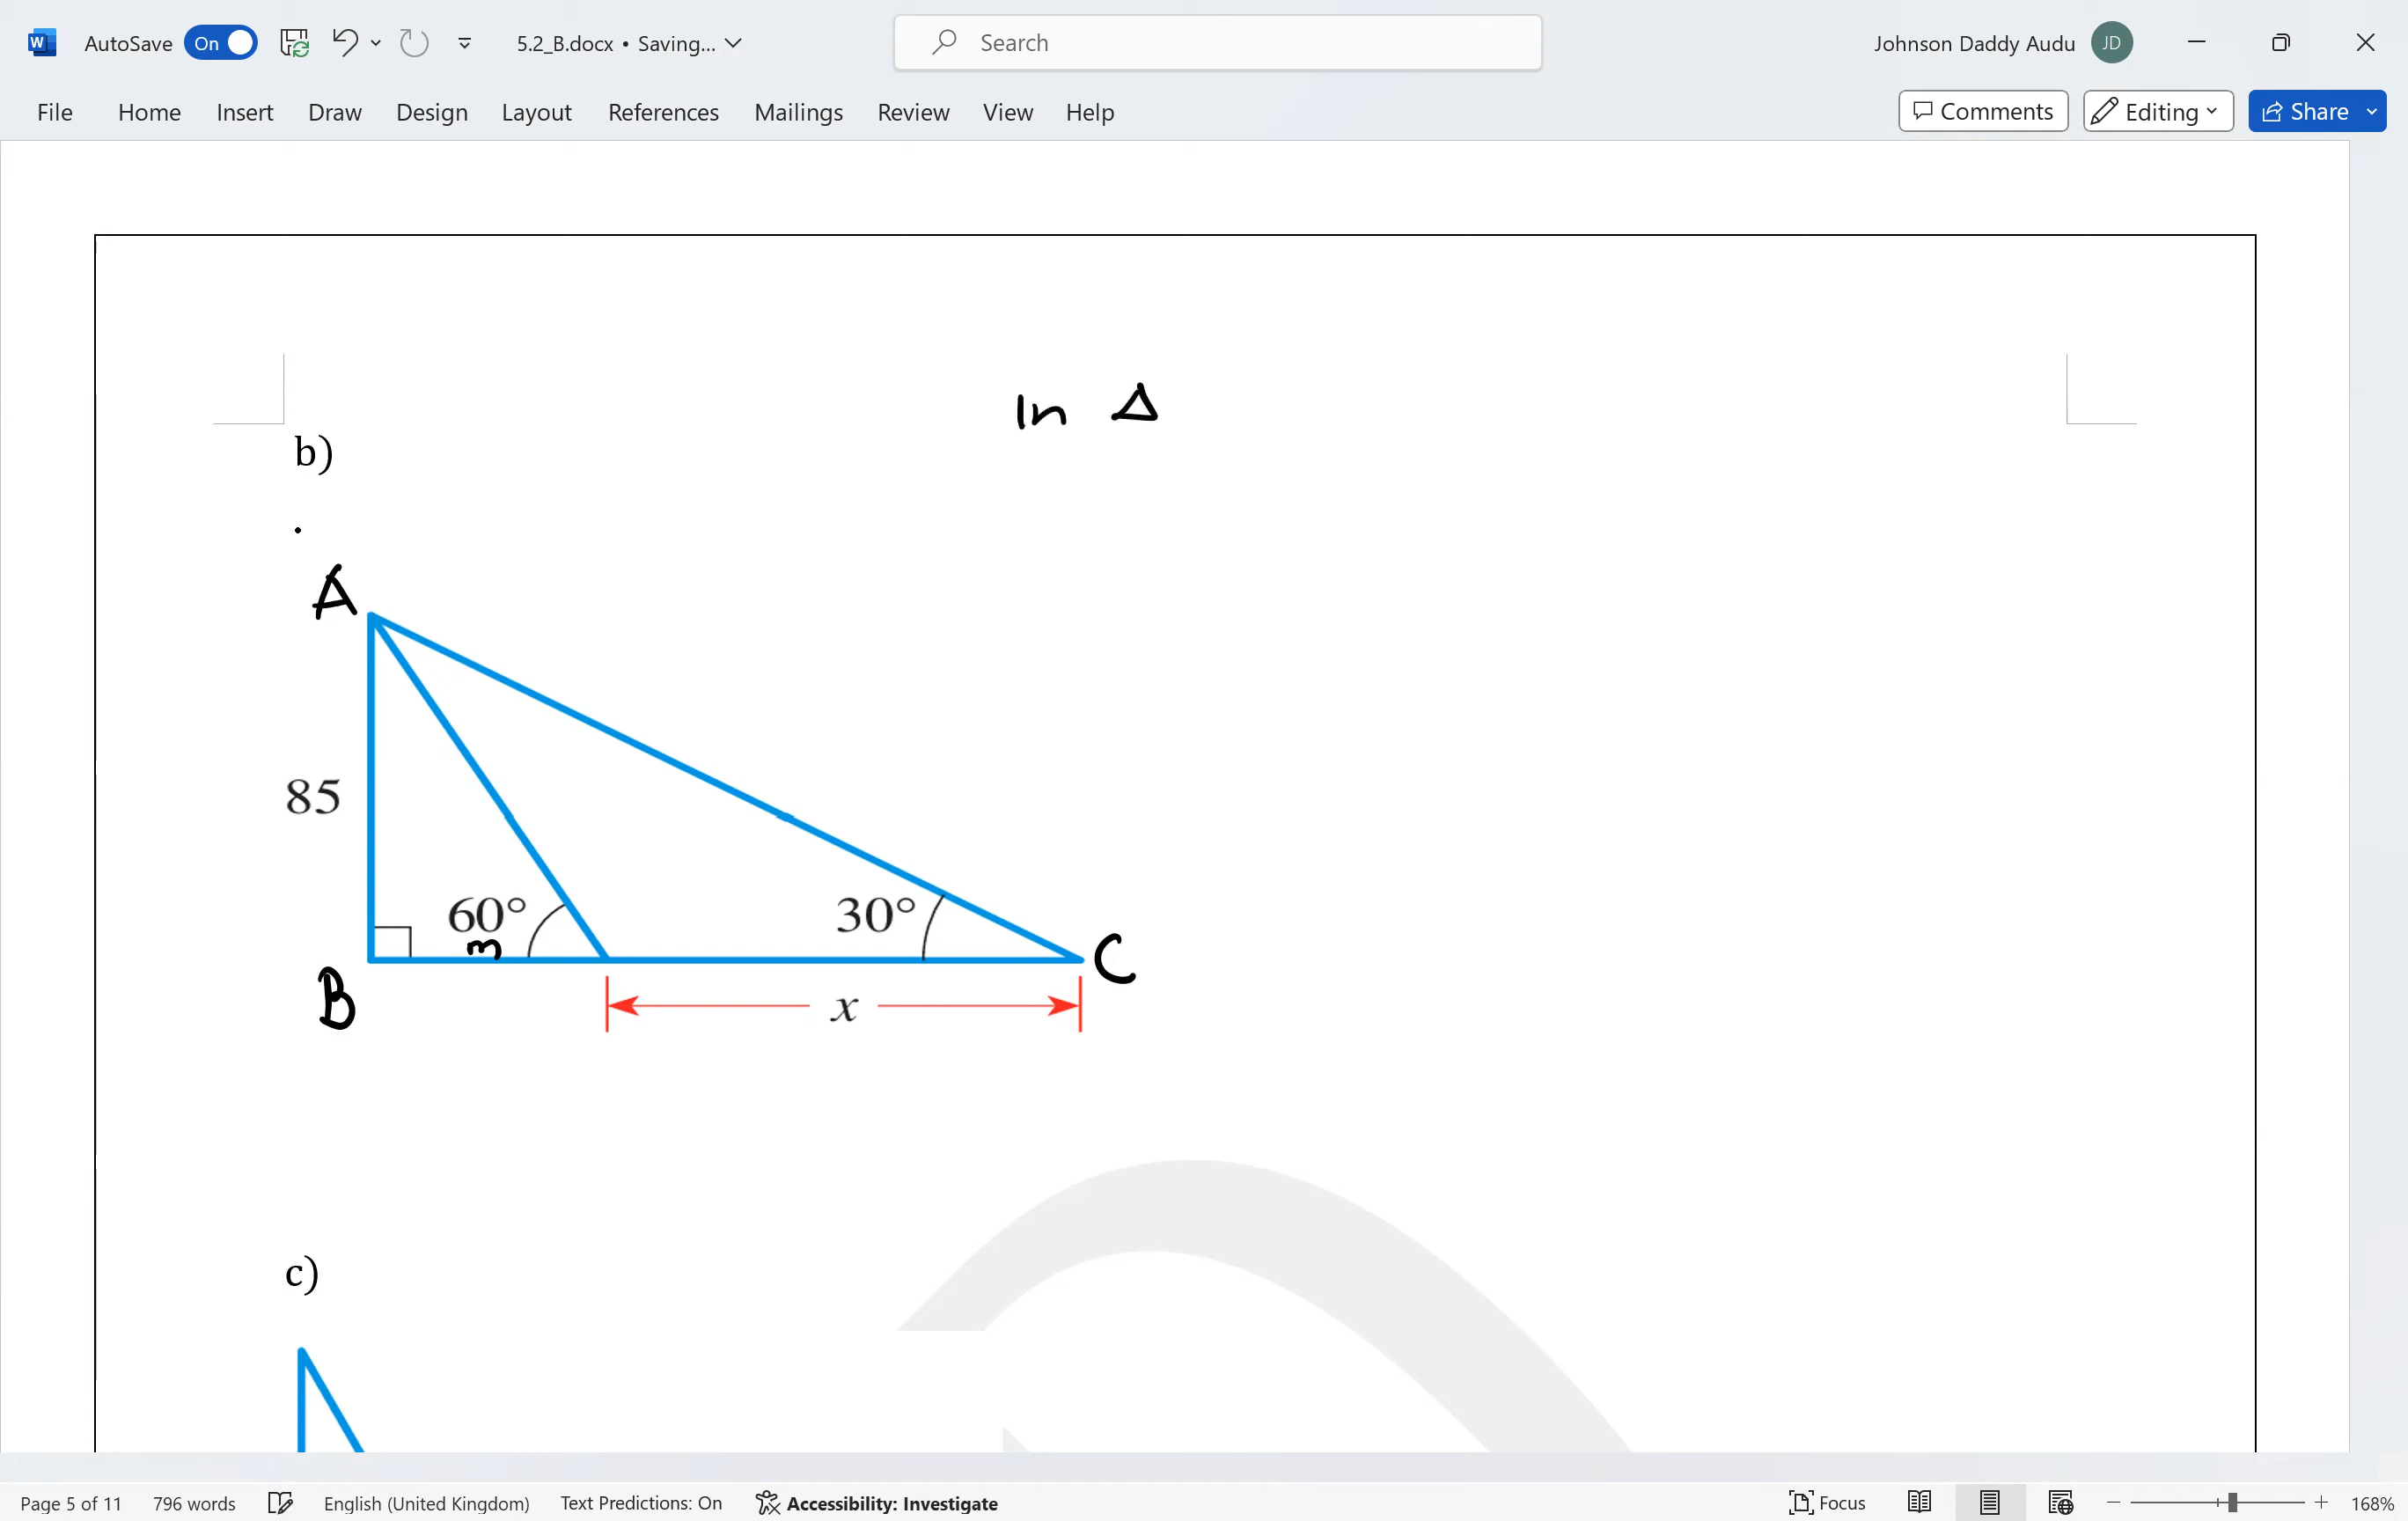 AutoSave On 5.2_B.docx • Saving... Search Johnson Daddy Audu JD
File Home Insert Draw Design Layout References Mailings Review View Help Comments Editing Share
In Δ
b)
.
A
85
60° 30°
m
B C
x
c)
Page 5 of 11 796 words English (United Kingdom) Text Predictions: On Accessibility: Investigate Focus 168%